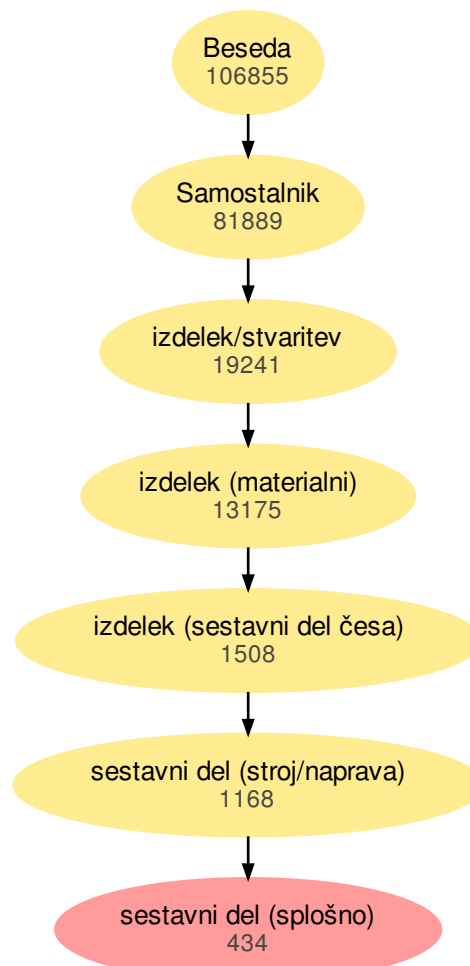 Beseda
106855
Samostalnik
81889
izdelek/stvaritev
19241
izdelek (materialni)
13175
izdelek (sestavni del česa)
1508
sestavni del (stroj/naprava)
1168
sestavni del (splošno)
434